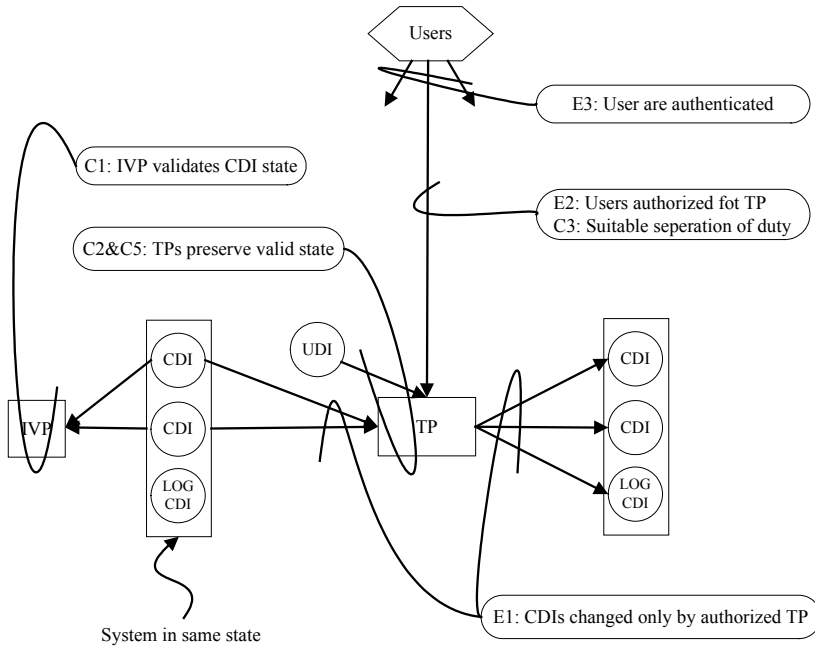 Users
E3: User are authenticated
C1: IVP validates CDI state
E2: Users authorized fot TP
C3: Suitable seperation of duty
C2&C5: TPs preserve valid state
CDI
UDI
CDI
IVP
CDI
TP
CDI
LOG
CDI
LOG
CDI
E1: CDIs changed only by authorized TP
System in same state